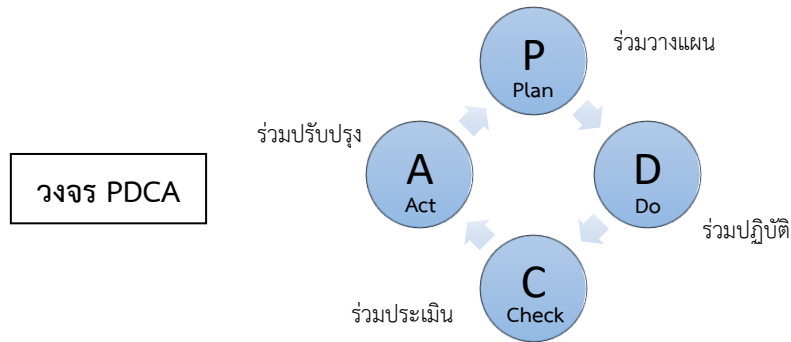 P
Plan
ร่วมวางแผน
ร่วมปรับปรุง
A
Act
D
Do
วงจร PDCA
ร่วมปฏิบัติ
C
Check
ร่วมประเมิน